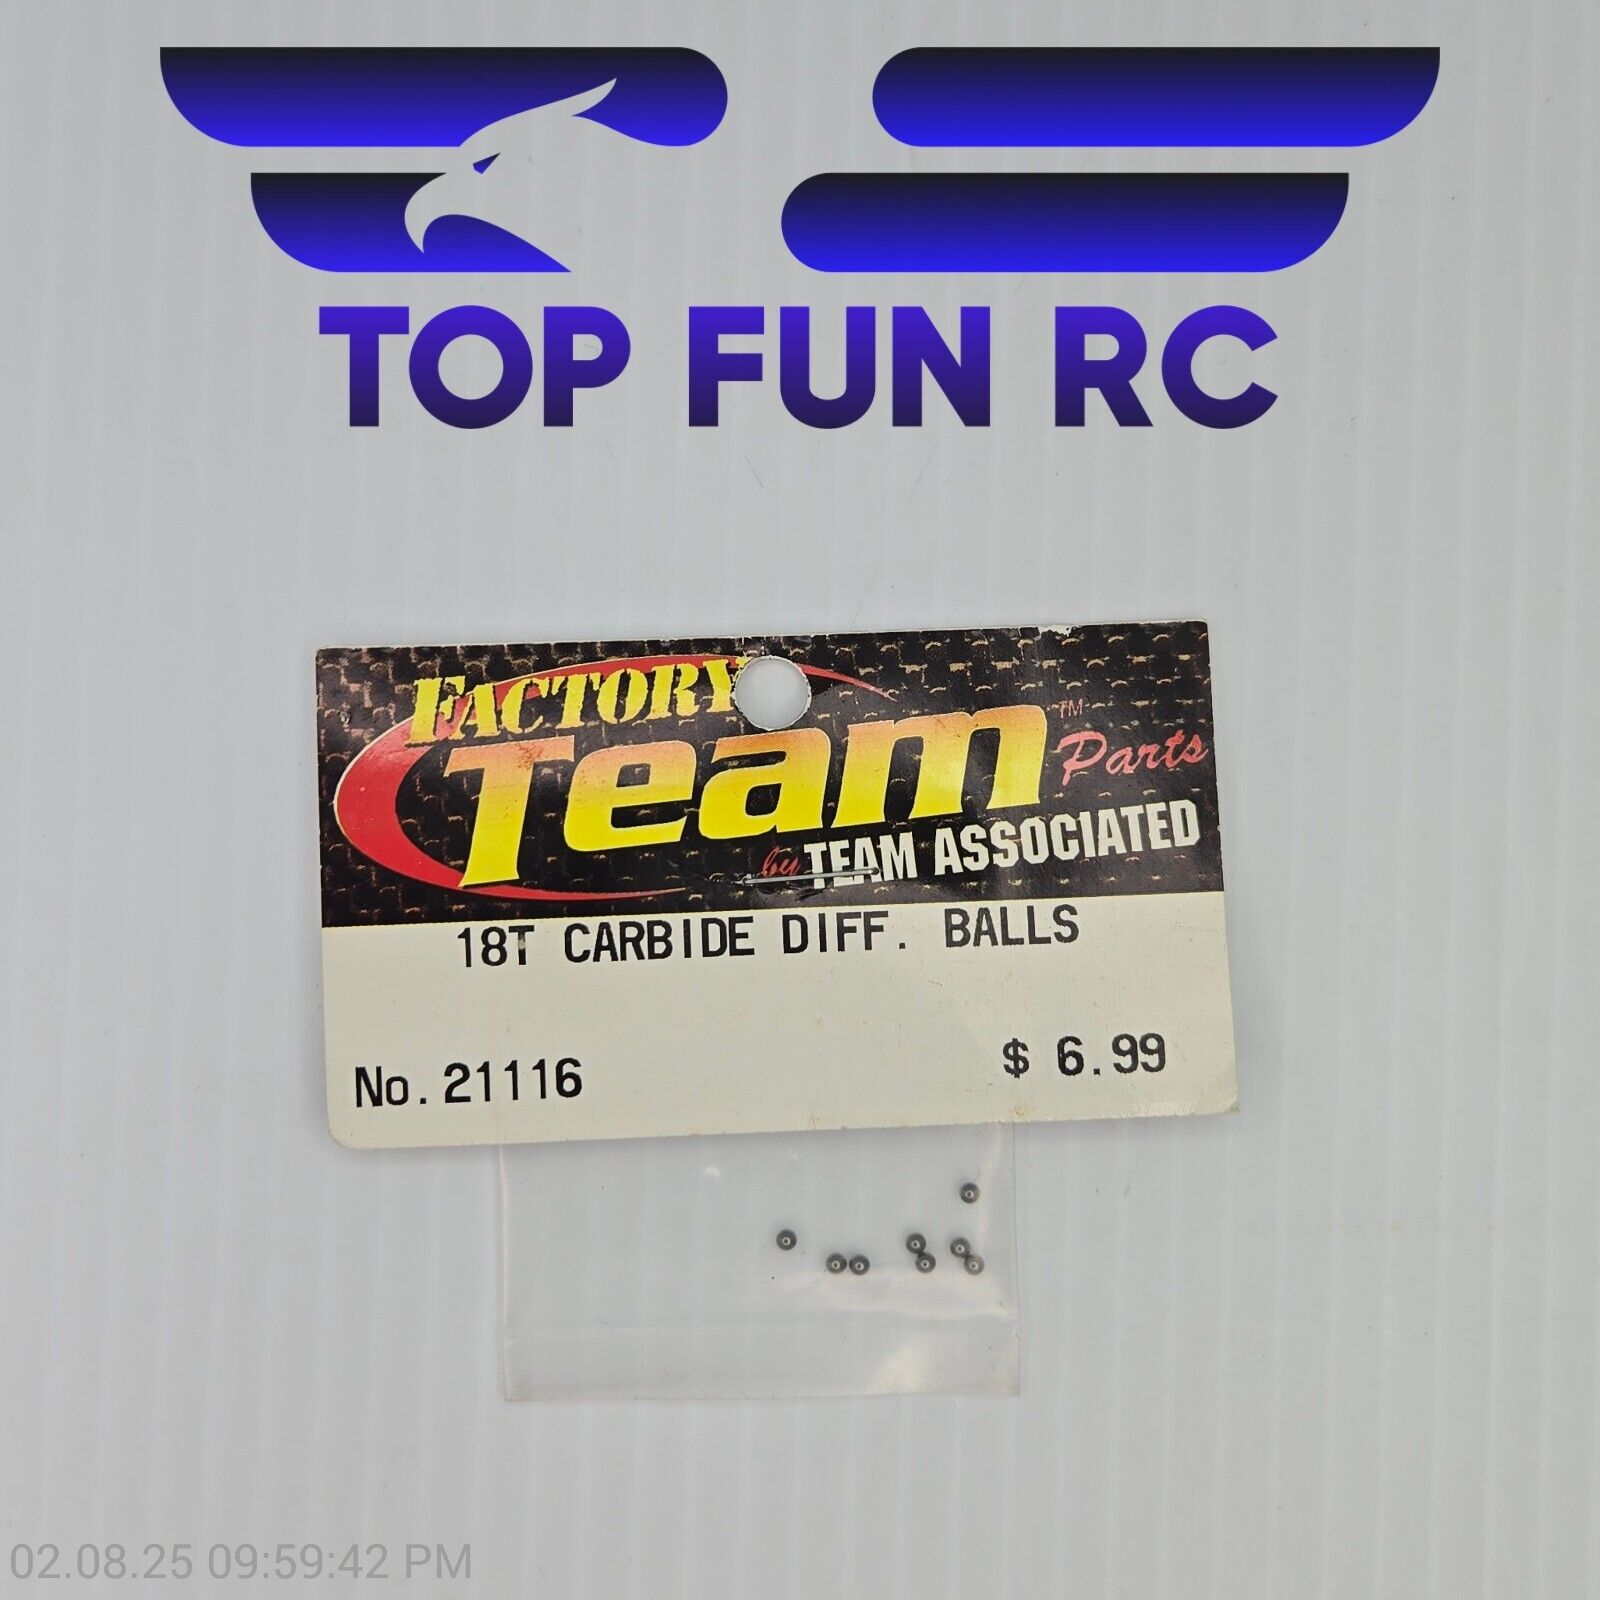 TOP FUN RC
FACTORY
Team™ Parts
by TEAM ASSOCIATED
18T CARBIDE DIFF. BALLS
No. 21116
$ 6.99
02.08.25 09:59:42 PM